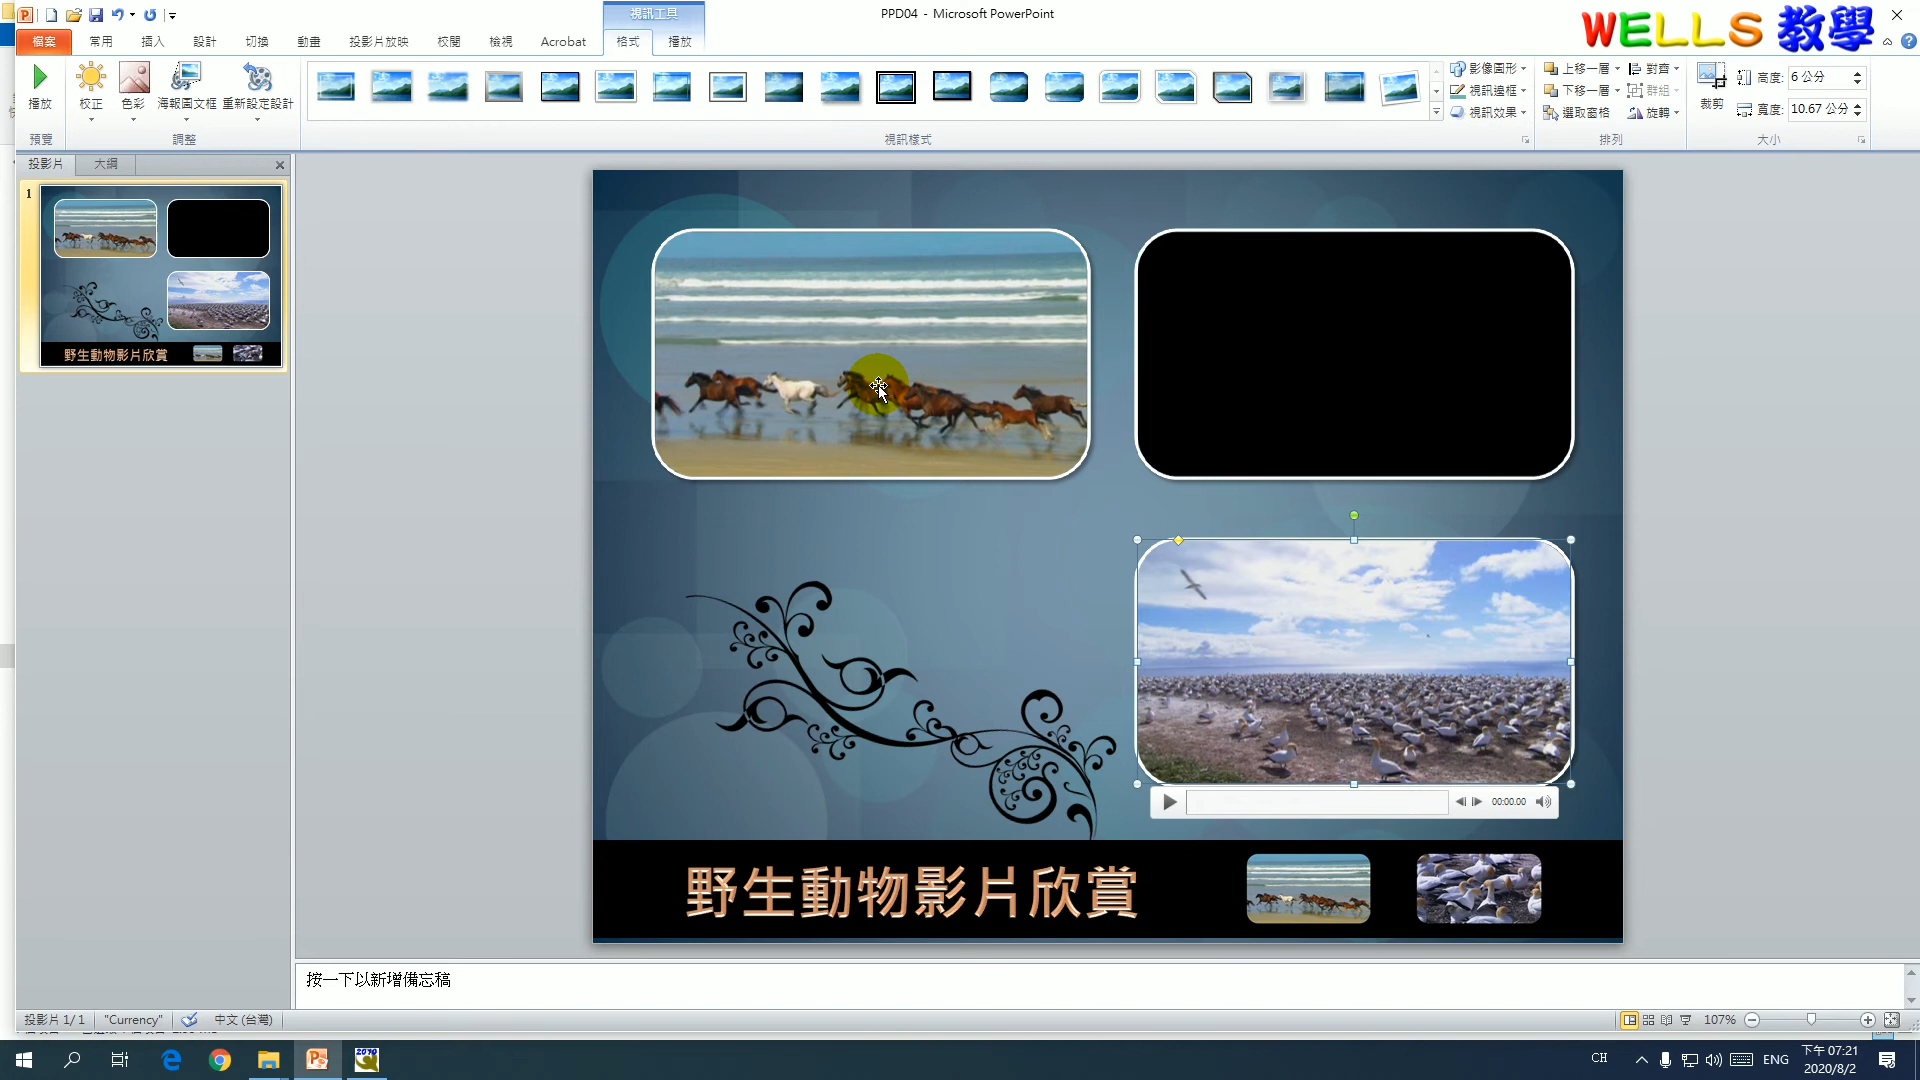 視訊工具
PPD04 - Microsoft PowerPoint
WELLS 教學
檔案 常用 插入 設計 切換 動畫 投影片放映 校閱 檢視 Acrobat 格式 播放
播放 校正 色彩 海報圖文框 重新設定設計
影像圖形 上移一層 對齊 高度: 6 公分
視訊邊框 下移一層 群組
視訊效果 選取窗格 旋轉 裁剪 寬度: 10.67 公分
預覽 調整 視訊樣式 排列 大小
投影片 大綱
1
野生動物影片欣賞
00:00.00
野生動物影片欣賞
按一下以新增備忘稿
投影片 1/1 "Currency" 中文 (台灣) 107%
2010
CH ENG
下午 07:21
2020/8/2